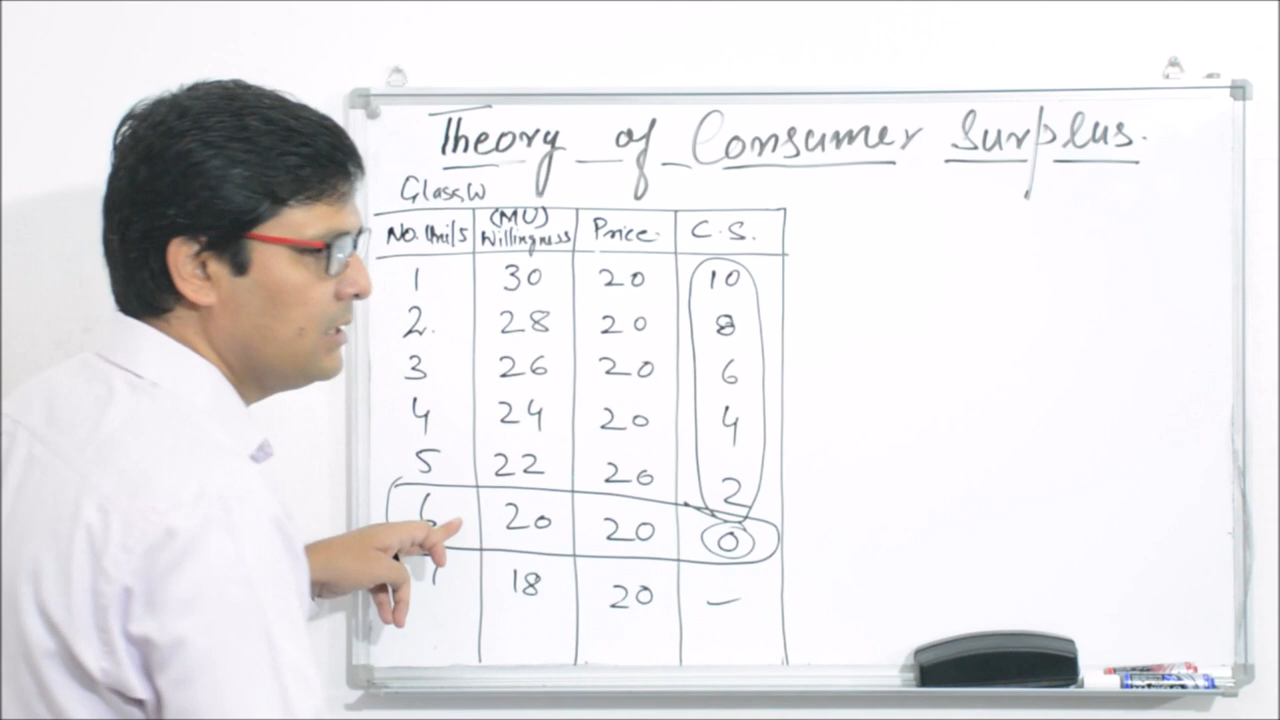 Theory of Consumer Surplus.
Glass W
No. Units (MU) Willingness Price. C.S.
1 30 20 10
2. 28 20 8
3 26 20 6
4 24 20 4
5 22 20 2
6 20 20 0
18 20 –